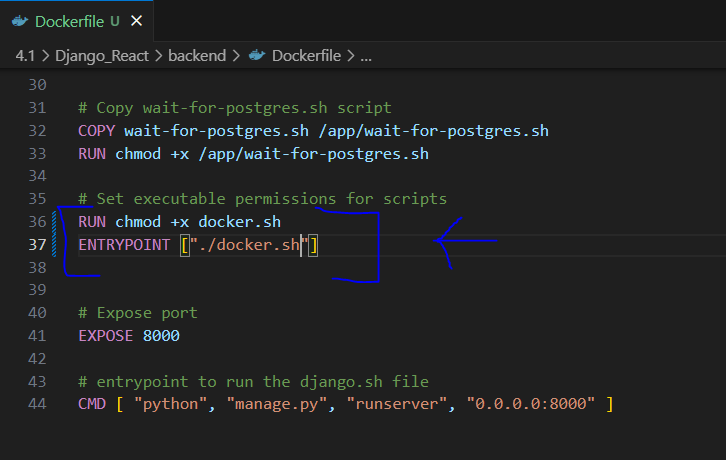 Dockerfile U
4.1 > Django_React > backend > Dockerfile > ...
30
31 # Copy wait-for-postgres.sh script
32 COPY wait-for-postgres.sh /app/wait-for-postgres.sh
33 RUN chmod +x /app/wait-for-postgres.sh
34
35 # Set executable permissions for scripts
36 RUN chmod +x docker.sh
37 ENTRYPOINT ["./docker.sh"]
38
39
40 # Expose port
41 EXPOSE 8000
42
43 # entrypoint to run the django.sh file
44 CMD [ "python", "manage.py", "runserver", "0.0.0.0:8000" ]